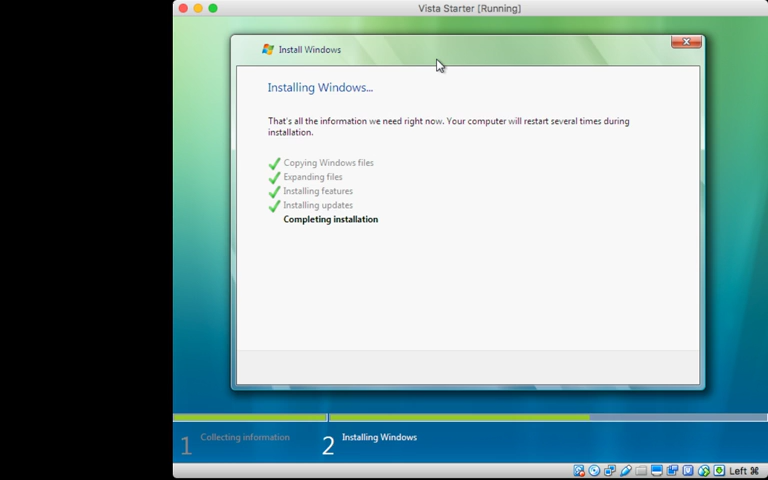 Vista Starter [Running]
Install Windows
Installing Windows...
That's all the information we need right now. Your computer will restart several times during
installation.
Copying Windows files
Expanding files
Installing features
Installing updates
Completing installation
1 Collecting information
2 Installing Windows
Left ⌘